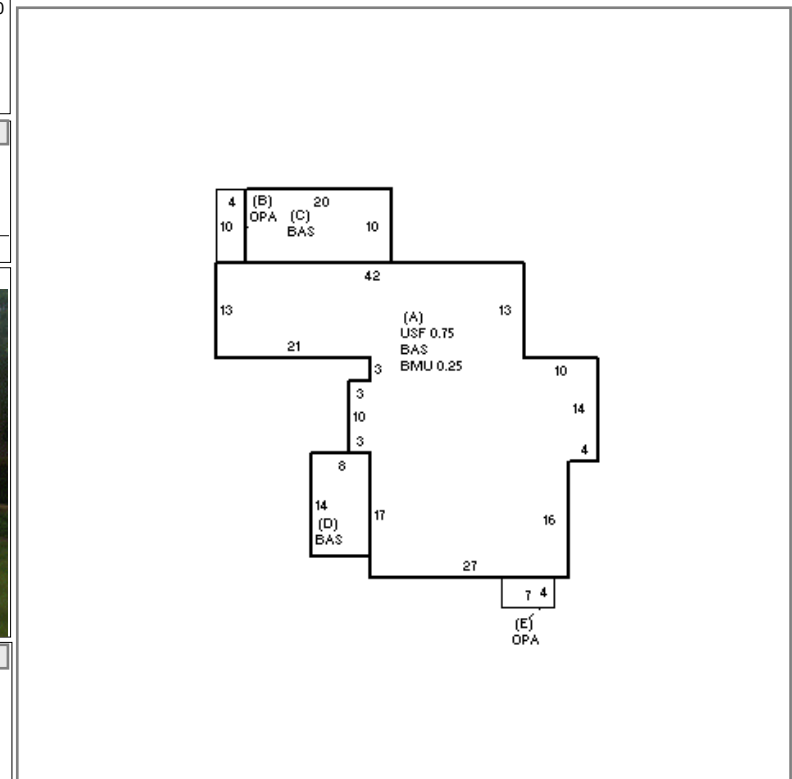 0
4 (B) 20
OPA (C)
10 BAS 10
42
13 (A) 13
USF 0.75
BAS
BMU 0.25
21
3 10
3
10 14
3 4
8
14 17 16
(D)
BAS
27
7 4
(E)
OPA